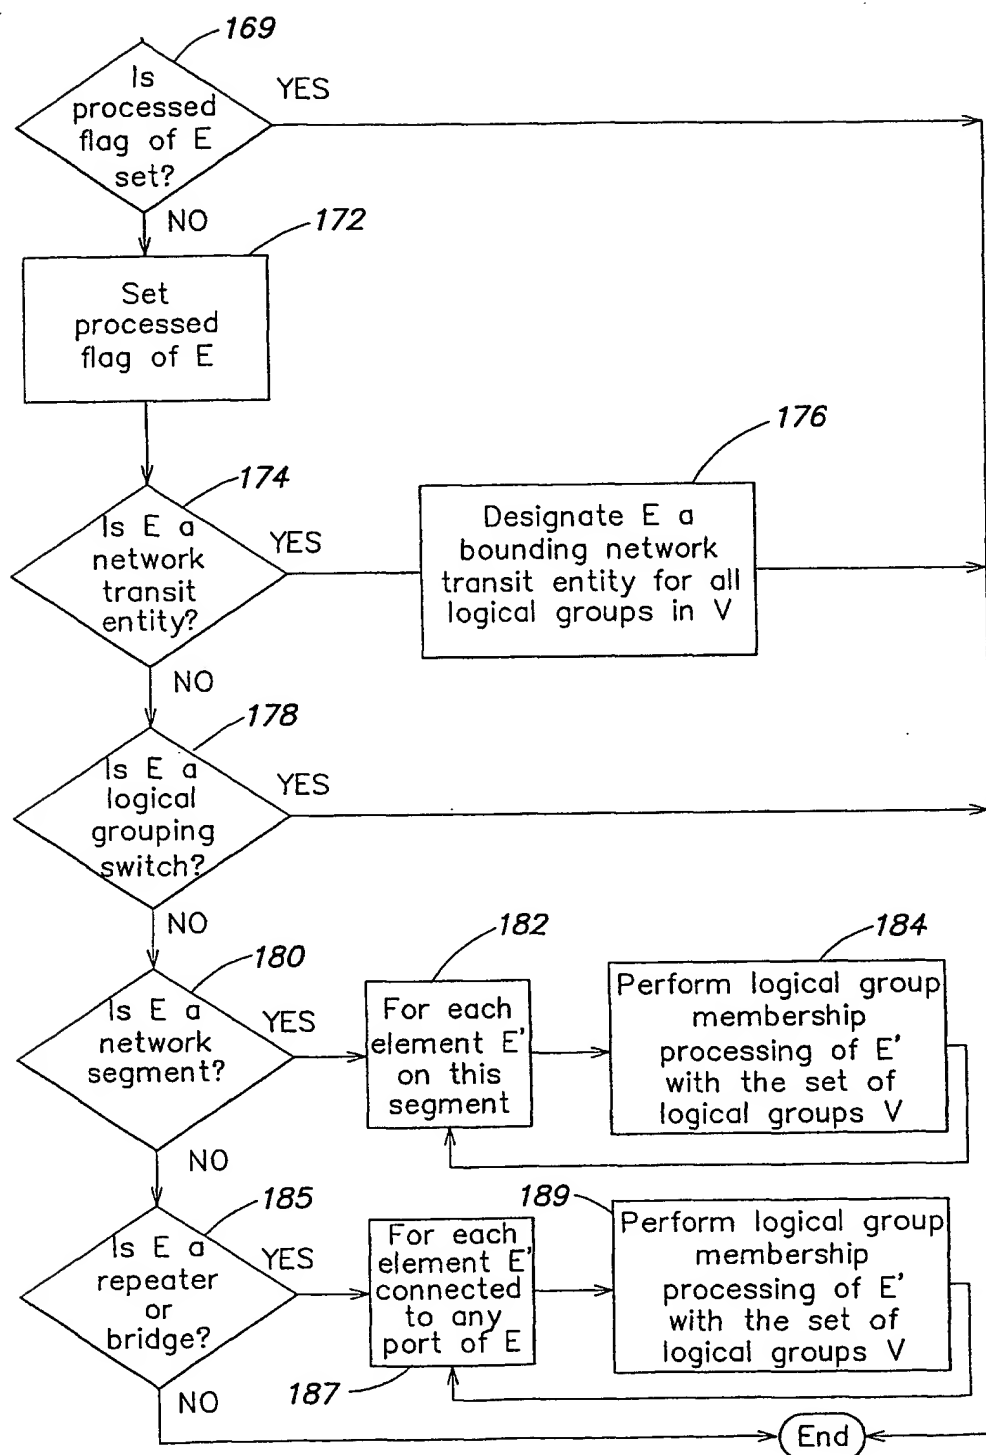 169
Is
processed
flag of E
set?
YES
NO
172
Set
processed
flag of E
174
Is E a
network
transit
entity?
YES
176
Designate E a
bounding network
transit entity for all
logical groups in V
NO
178
Is E a
logical
grouping
switch?
YES
NO
180
Is E a
network
segment?
YES
182
For each
element E'
on this
segment
184
Perform logical group
membership
processing of E'
with the set of
logical groups V
NO
185
Is E a
repeater
or
bridge?
YES
187
For each
element E'
connected
to any
port of E
189
Perform logical group
membership
processing of E'
with the set of
logical groups V
NO
End